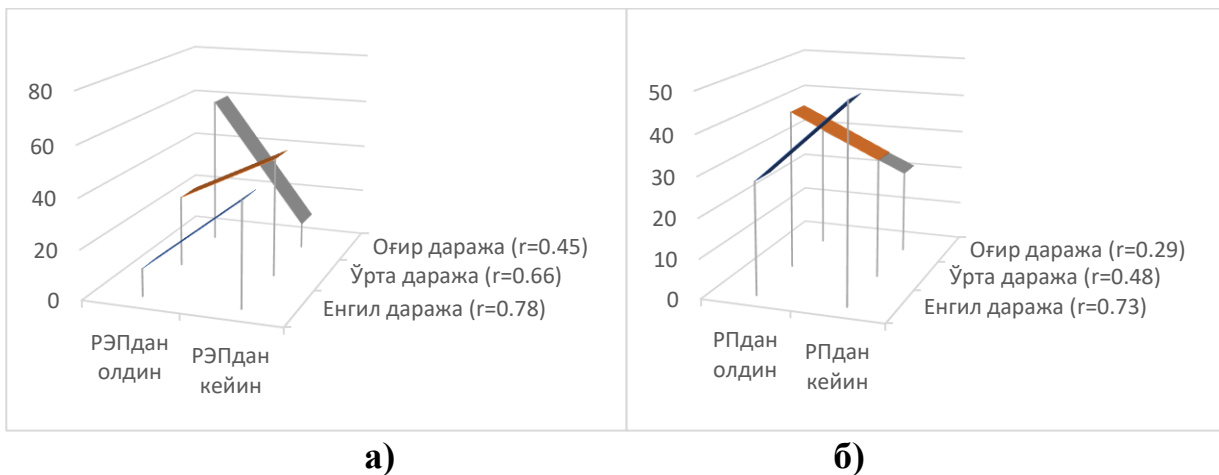 80
60
40
20
0
Оғир даража (r=0.45)
Ўрта даража (r=0.66)
Енгил даража (r=0.78)
РЭПдан
олдин
РЭПдан
кейин
50
40
30
20
10
0
Оғир даража (r=0.29)
Ўрта даража (r=0.48)
Енгил даража (r=0.73)
РПдан
олдин
РПдан
кейин
а)
б)